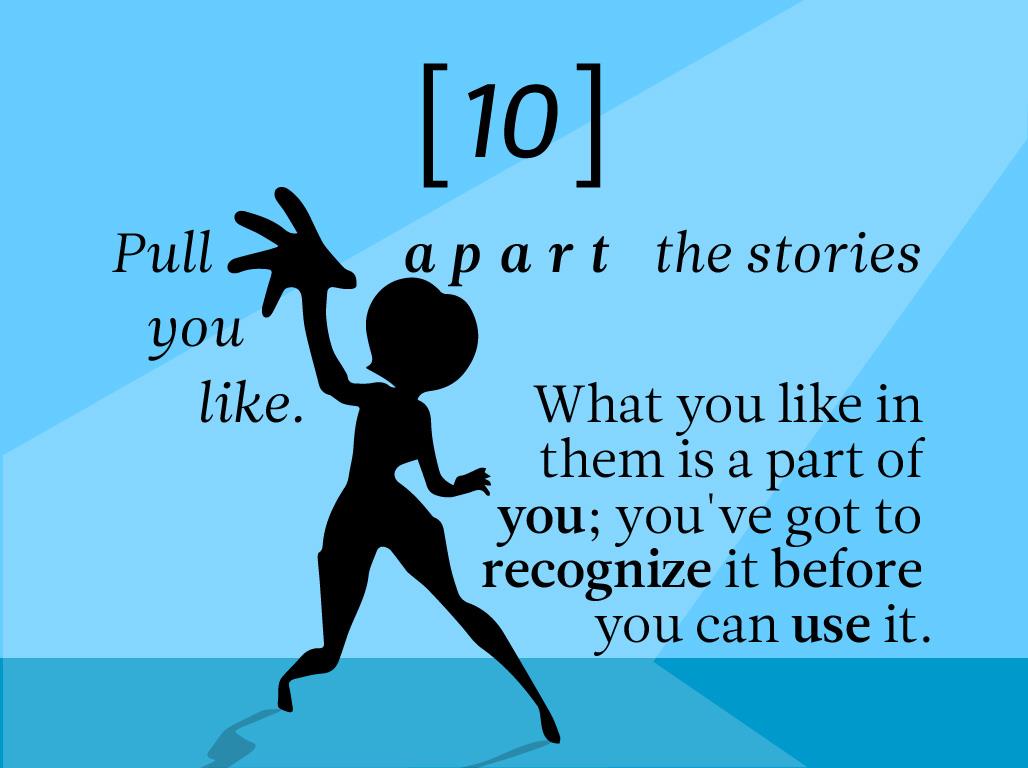 [10]
Pull apart the stories
you
like.
What you like in
them is a part of
you; you've got to
recognize it before
you can use it.